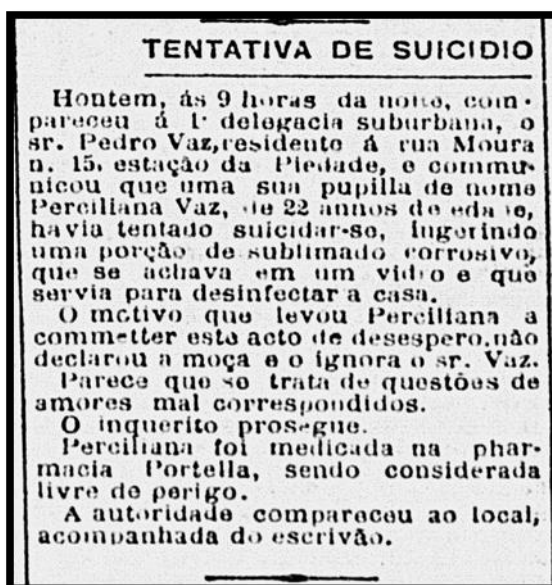 TENTATIVA DE SUICIDIO
Hontem, ás 9 horas da noite, com-
pareceu á 1ª delegacia suburbana, o
sr. Pedro Vaz, residente á rua Moura
n. 15, estação da Piedade, e commu-
nicou que uma sua pupilla de nome
Perciliana Vaz, de 22 annos de edade,
havia tentado suicidar-se, ingerindo
uma porção de sublimado corrosivo,
que se achava em um vidro e que
servia para desinfectar a casa.
O motivo que levou Perciliana a
commetter este acto de desespero, não
declarou a moça e o ignora o sr. Vaz.
Parece que se trata de questões de
amores mal correspondidos.
O inquerito prosegue.
Perciliana foi medicada na phar-
macia Portella, sendo considerada
livre de perigo.
A autoridade compareceu ao local,
acompanhada do escrivão.